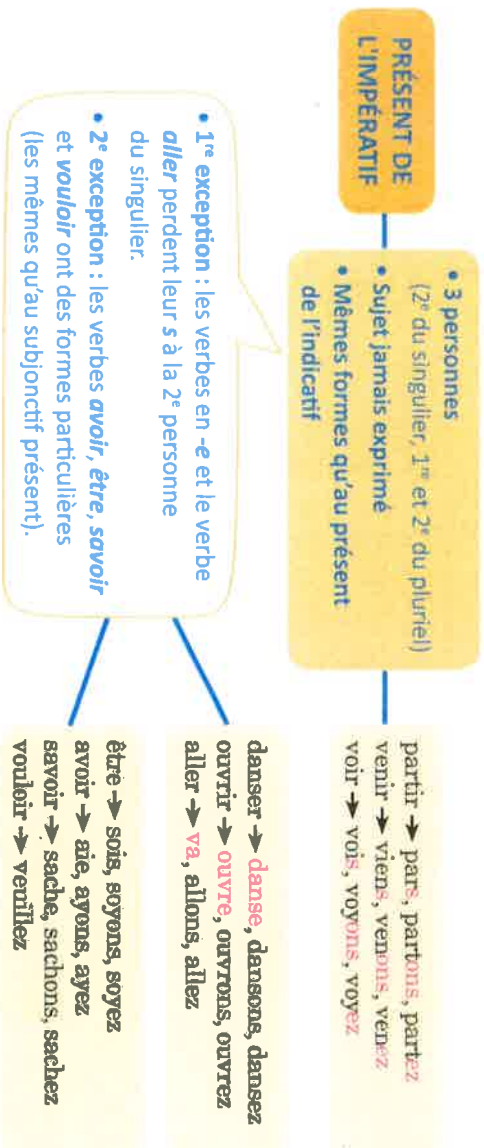 PRÉSENT DE
L'IMPÉRATIF
• 3 personnes
(2e du singulier, 1re et 2e du pluriel)
• Sujet jamais exprimé
• Mêmes formes qu'au présent
de l'indicatif
partir → pars, partons, partez
venir → viens, venons, venez
voir → vois, voyons, voyez
• 1re exception : les verbes en -e et le verbe
aller perdent leur s à la 2e personne
du singulier.
• 2e exception : les verbes avoir, être, savoir
et vouloir ont des formes particulières
(les mêmes qu'au subjonctif présent).
danser → danse, dansons, dansez
ouvrir → ouvre, ouvrons, ouvrez
aller → va, allons, allez
être → sois, soyons, soyez
avoir → aie, ayons, ayez
savoir → sache, sachons, sachez
vouloir → veuillez